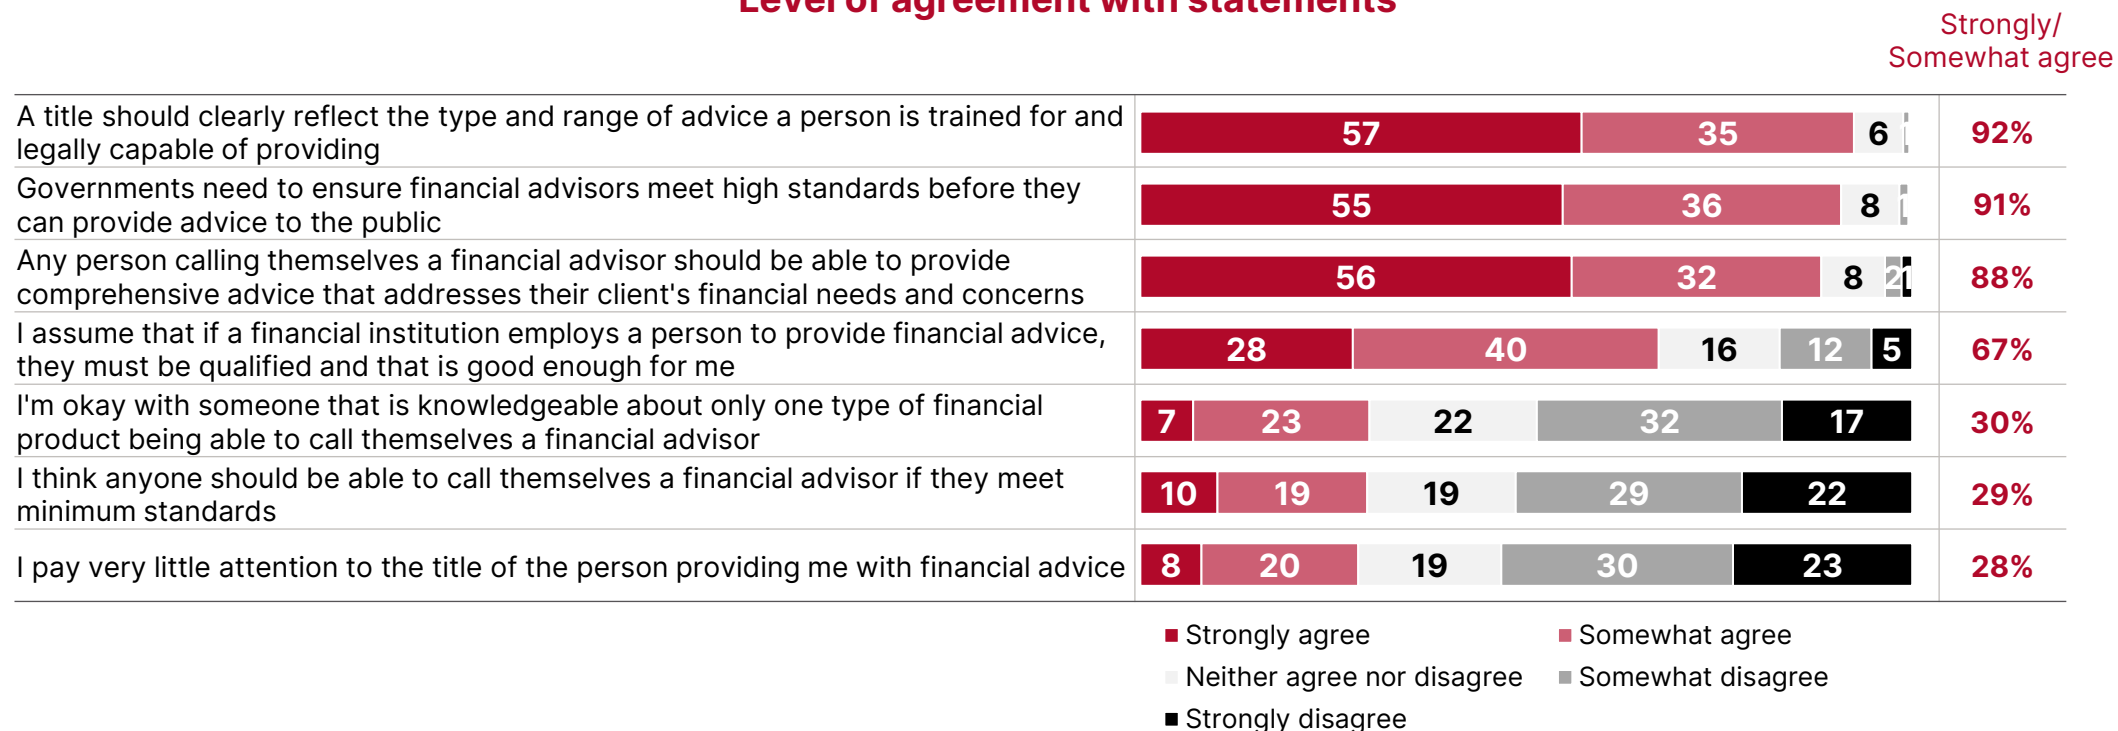 Level of agreement with statements
Strongly/
Somewhat agree
A title should clearly reflect the type and range of advice a person is trained for and
legally capable of providing
57 35 6 1 92%
Governments need to ensure financial advisors meet high standards before they
can provide advice to the public
55 36 8 1 91%
Any person calling themselves a financial advisor should be able to provide
comprehensive advice that addresses their client's financial needs and concerns
56 32 8 2 1 88%
I assume that if a financial institution employs a person to provide financial advice,
they must be qualified and that is good enough for me
28 40 16 12 5 67%
I'm okay with someone that is knowledgeable about only one type of financial
product being able to call themselves a financial advisor
7 23 22 32 17 30%
I think anyone should be able to call themselves a financial advisor if they meet
minimum standards
10 19 19 29 22 29%
I pay very little attention to the title of the person providing me with financial advice
8 20 19 30 23 28%
Strongly agree
Somewhat agree
Neither agree nor disagree
Somewhat disagree
Strongly disagree